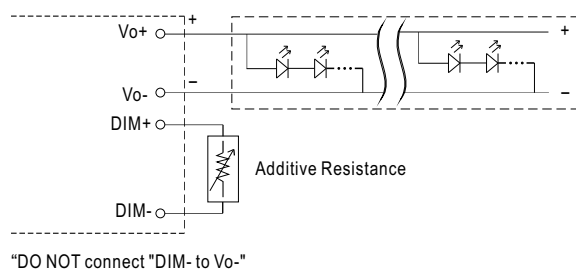 +
Vo+
+
–
Vo-
–
DIM+
Additive Resistance
DIM-
"DO NOT connect "DIM- to Vo-"